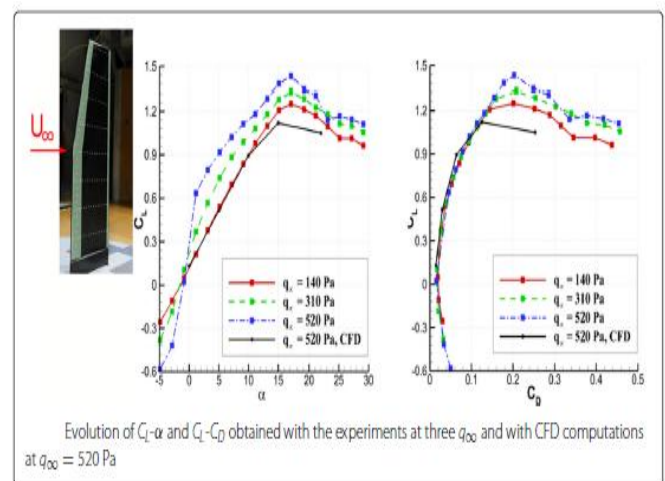 U∞
1.5
1.2
0.9
0.6
0.3
0
-0.3
-0.6
-5 0 5 10 15 20 25 30
α
C_L
q∞ = 140 Pa
q∞ = 310 Pa
q∞ = 520 Pa
q∞ = 520 Pa, CFD
1.5
1.2
0.9
0.6
0.3
0
-0.3
-0.6
0 0.1 0.2 0.3 0.4 0.5
C_D
C_L
q∞ = 140 Pa
q∞ = 310 Pa
q∞ = 520 Pa
q∞ = 520 Pa, CFD
Evolution of C_L-α and C_L-C_D obtained with the experiments at three q∞ and with CFD computations
at q∞ = 520 Pa